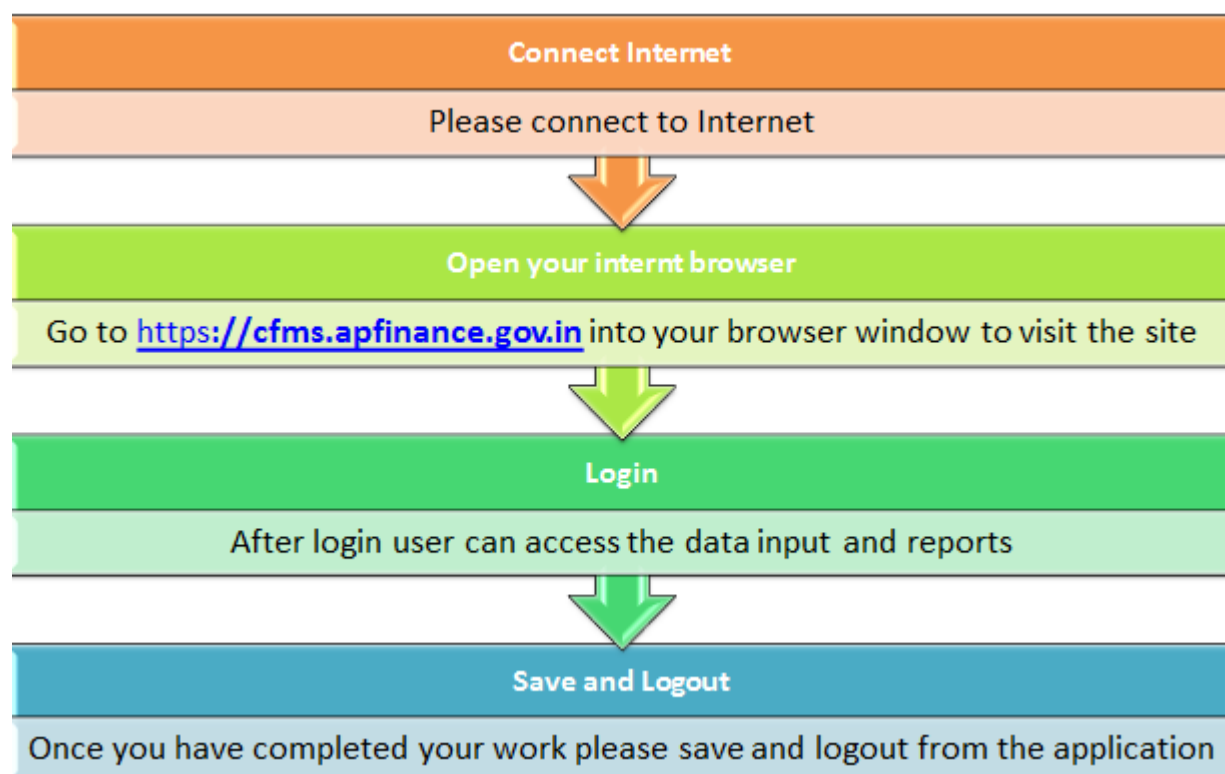 Connect Internet
Please connect to Internet
Open your internt browser
Go to https://cfms.apfinance.gov.in into your browser window to visit the site
Login
After login user can access the data input and reports
Save and Logout
Once you have completed your work please save and logout from the application